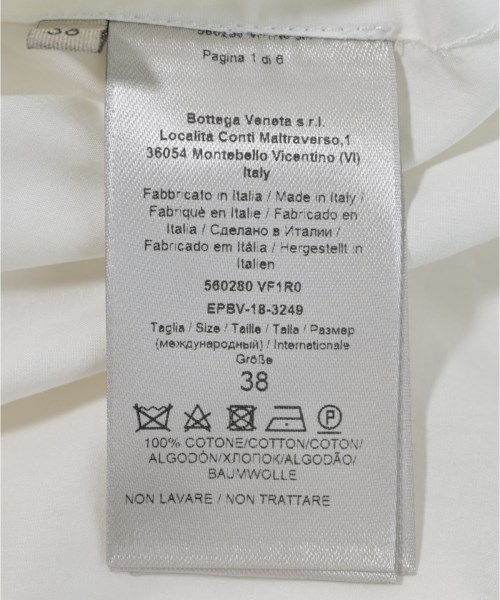 38
Pagina 1 di 6
Bottega Veneta s.r.l.
Località Conti Maltraverso,1
36054 Montebello Vicentino (VI)
Italy
Fabbricato in Italia / Made in Italy /
Fabriqué en Italie / Fabricado en
Italia / Сделано в Италии /
Fabricado em Itália / Hergestellt in
Italien
560280 VF1R0
EPBV-18-3249
Taglia / Size / Taille / Talla / Размер
(международный) / Internationale
Größe
38
P
100% COTONE/COTTON/COTON/
ALGODÓN/ХЛОПОК/ALGODÃO/
BAUMWOLLE
NON LAVARE / NON TRATTARE